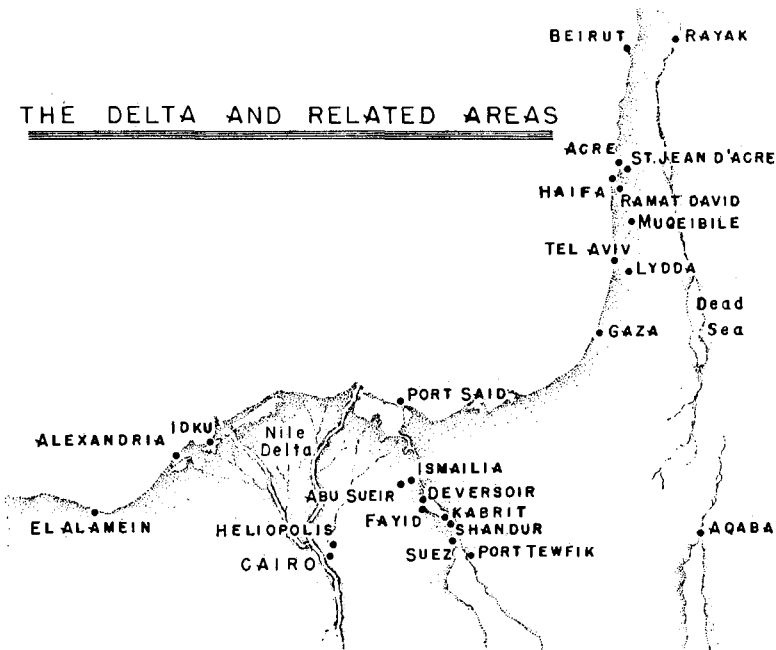 BEIRUT
RAYAK
THE DELTA AND RELATED AREAS
ACRE
ST. JEAN D'ACRE
HAIFA
RAMAT DAVID
MUQEIBILE
TEL AVIV
LYDDA
Dead
Sea
GAZA
PORT SAID
IDKU
ALEXANDRIA
Nile
Delta
ISMAILIA
ABU SUEIR
DEVERSOIR
FAYID
KABRIT
SHANDUR
EL ALAMEIN
HELIOPOLIS
SUEZ
PORT TEWFIK
AQABA
CAIRO